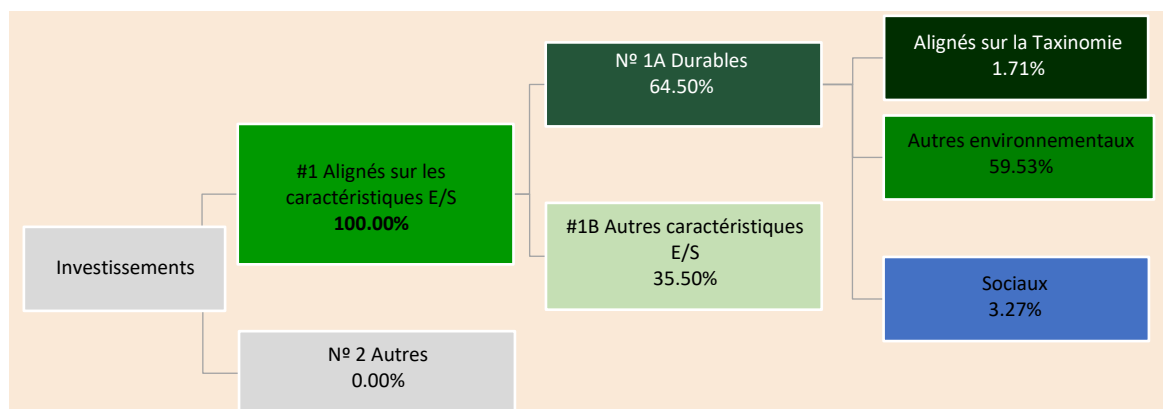 Investissements
#1 Alignés sur les
caractéristiques E/S
100.00%
Nº 2 Autres
0.00%
Nº 1A Durables
64.50%
#1B Autres caractéristiques
E/S
35.50%
Alignés sur la Taxinomie
1.71%
Autres environnementaux
59.53%
Sociaux
3.27%